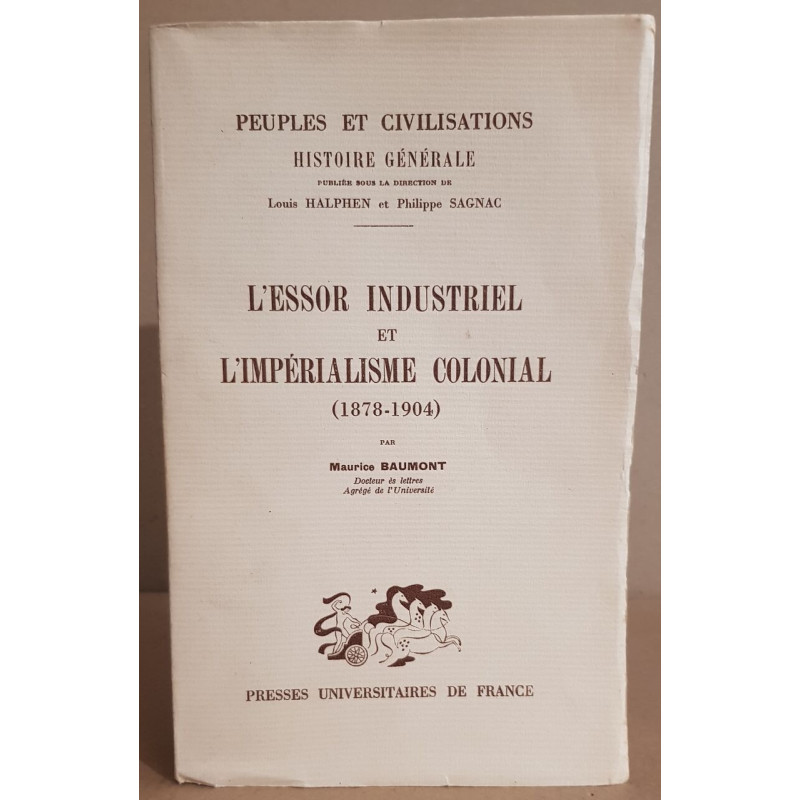 PEUPLES ET CIVILISATIONS
HISTOIRE GÉNÉRALE
PUBLIÉE SOUS LA DIRECTION DE
Louis HALPHEN et Philippe SAGNAC
L'ESSOR INDUSTRIEL
ET
L'IMPÉRIALISME COLONIAL
(1878-1904)
PAR
Maurice BAUMONT
Docteur ès lettres
Agrégé de l'Université
PRESSES UNIVERSITAIRES DE FRANCE